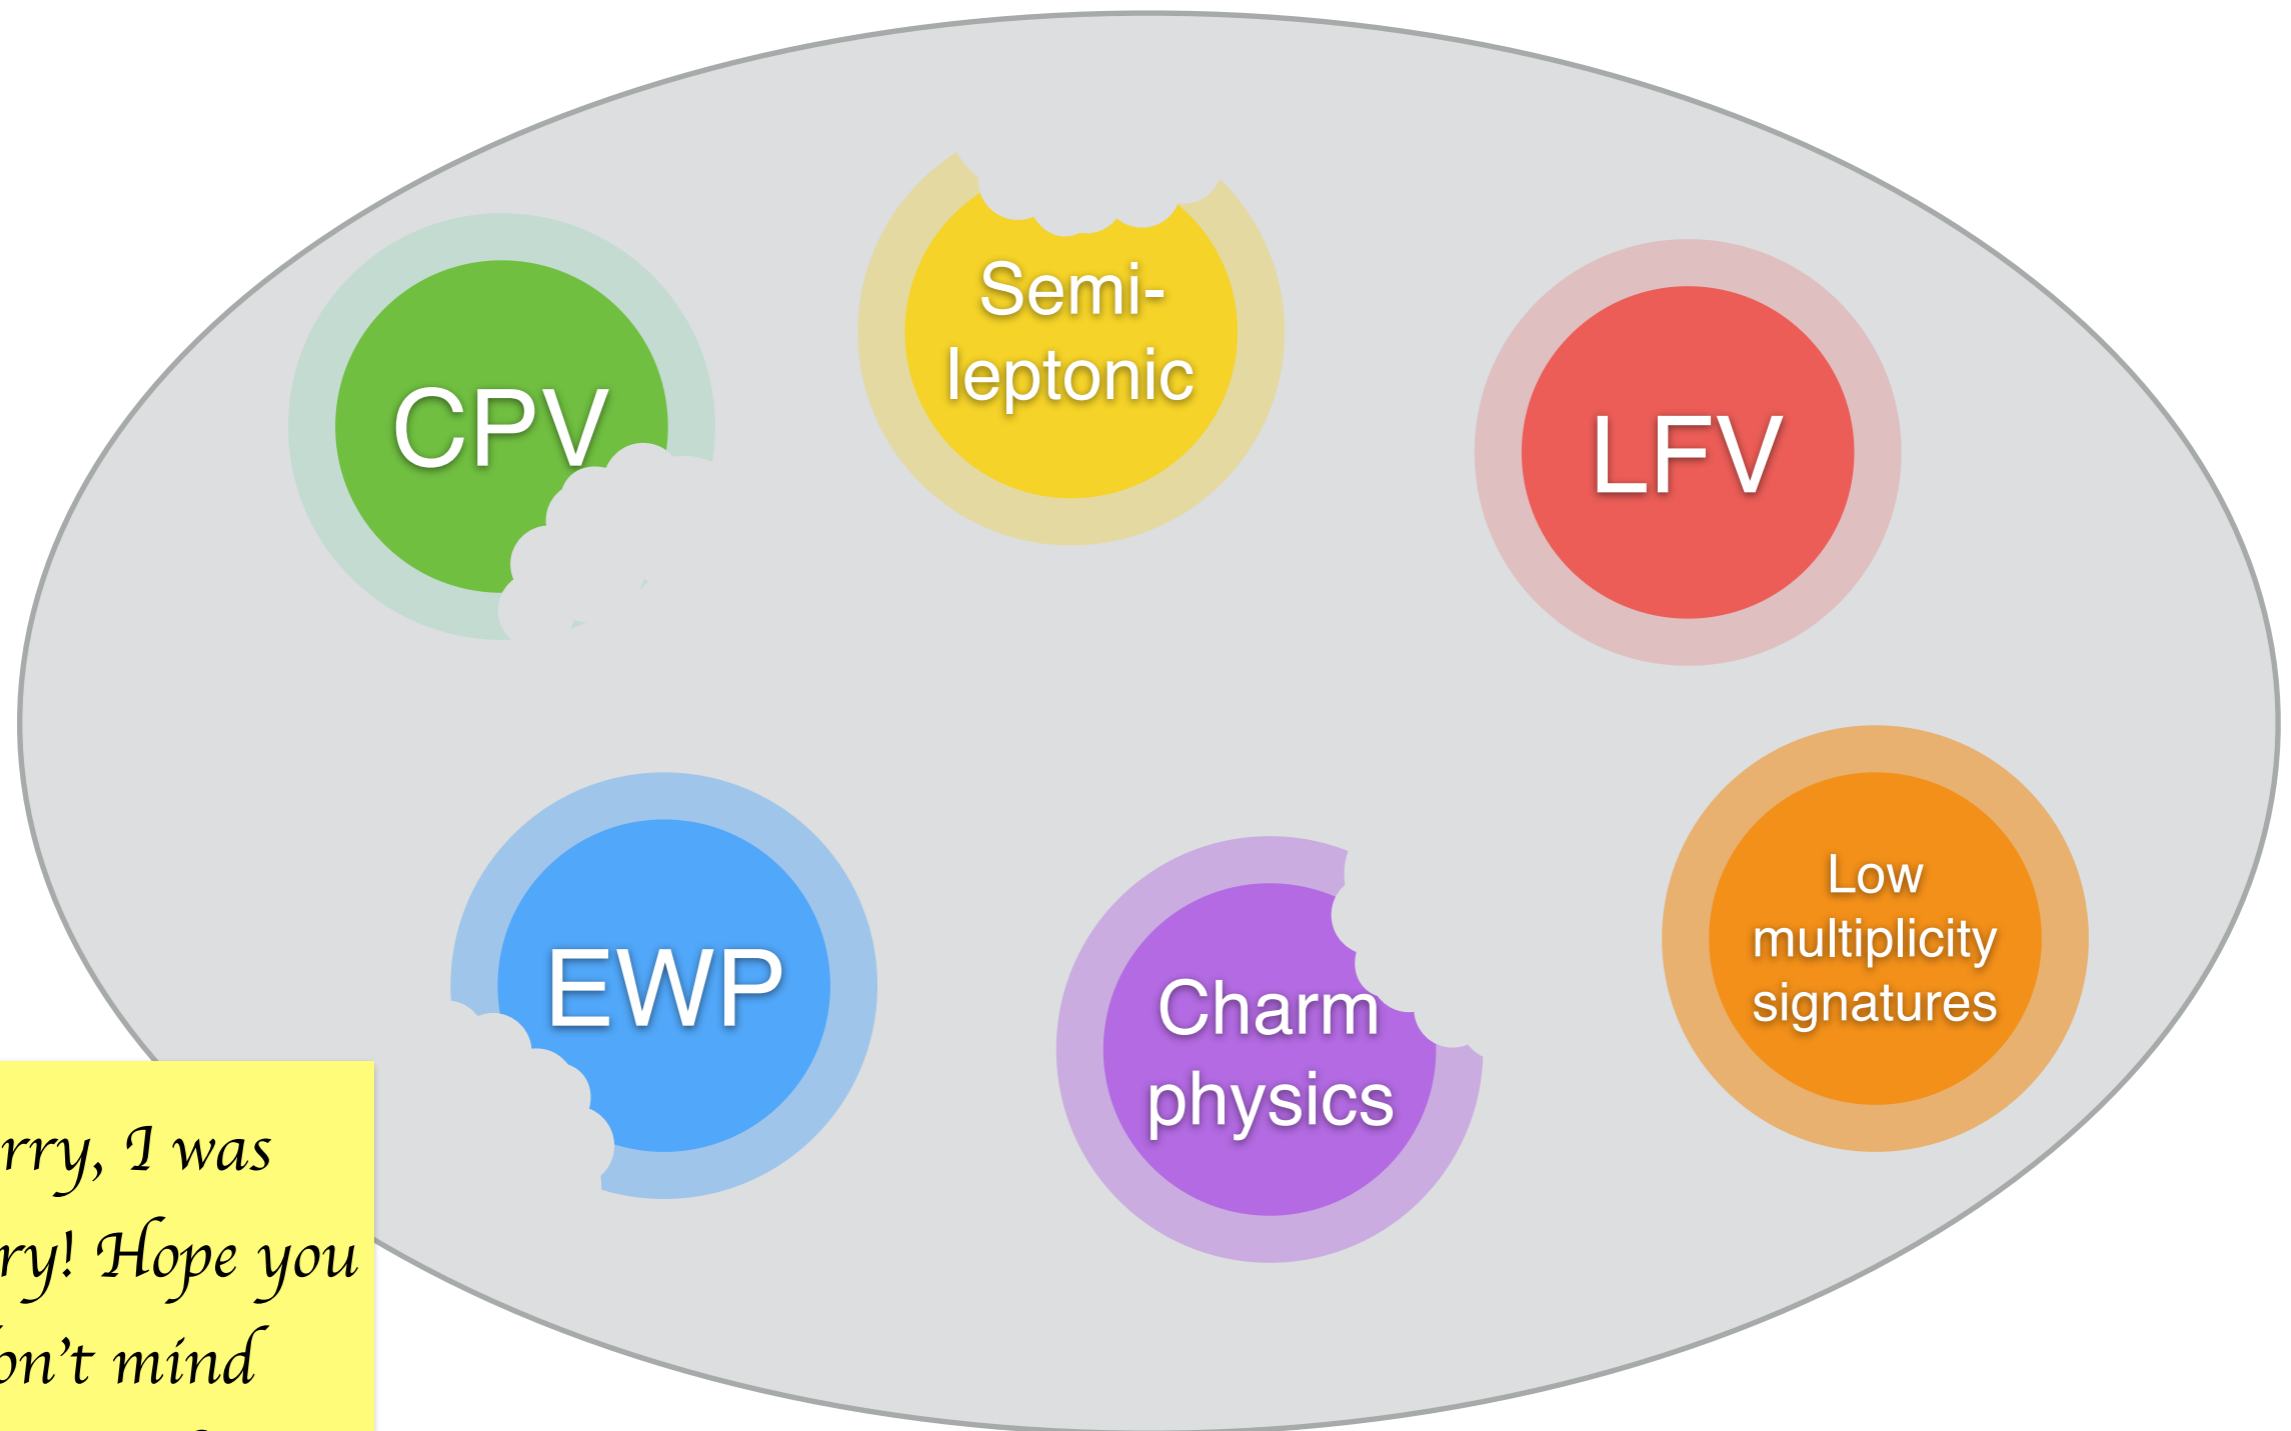 CPV
Semi-
leptonic
LFV
EWP
Charm
physics
Low
multiplicity
signatures
rry, I was
ry! Hope you
on't mind